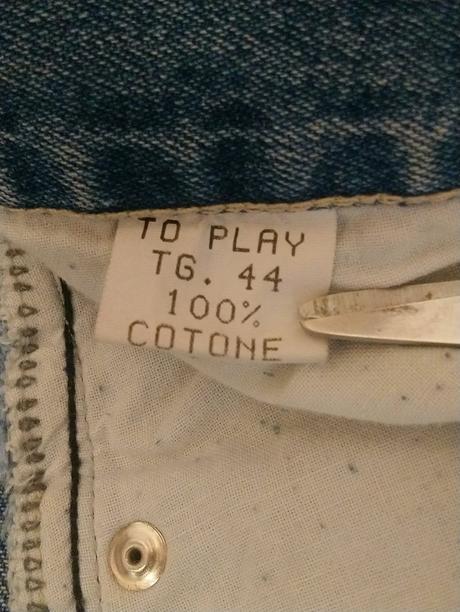 TO PLAY
TG. 44
100%
COTONE